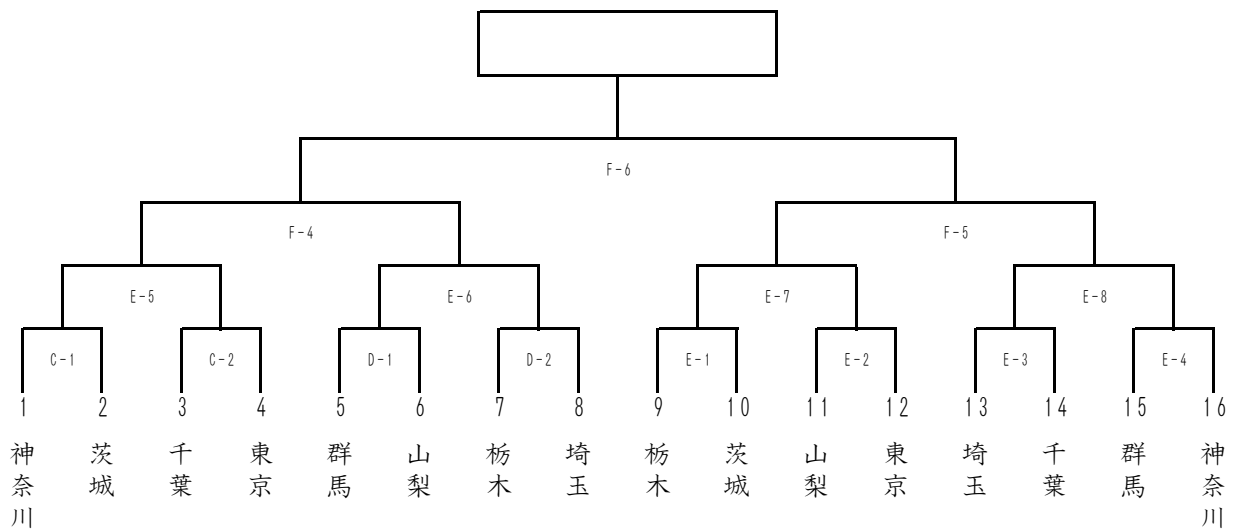 F-6
F-4 F-5
E-5 E-6 E-7 E-8
C-1 C-2 D-1 D-2 E-1 E-2 E-3 E-4
1 2 3 4 5 6 7 8 9 10 11 12 13 14 15 16
神奈川
茨城
千葉
東京
群馬
山梨
栃木
埼玉
栃木
茨城
山梨
東京
埼玉
千葉
群馬
神奈川